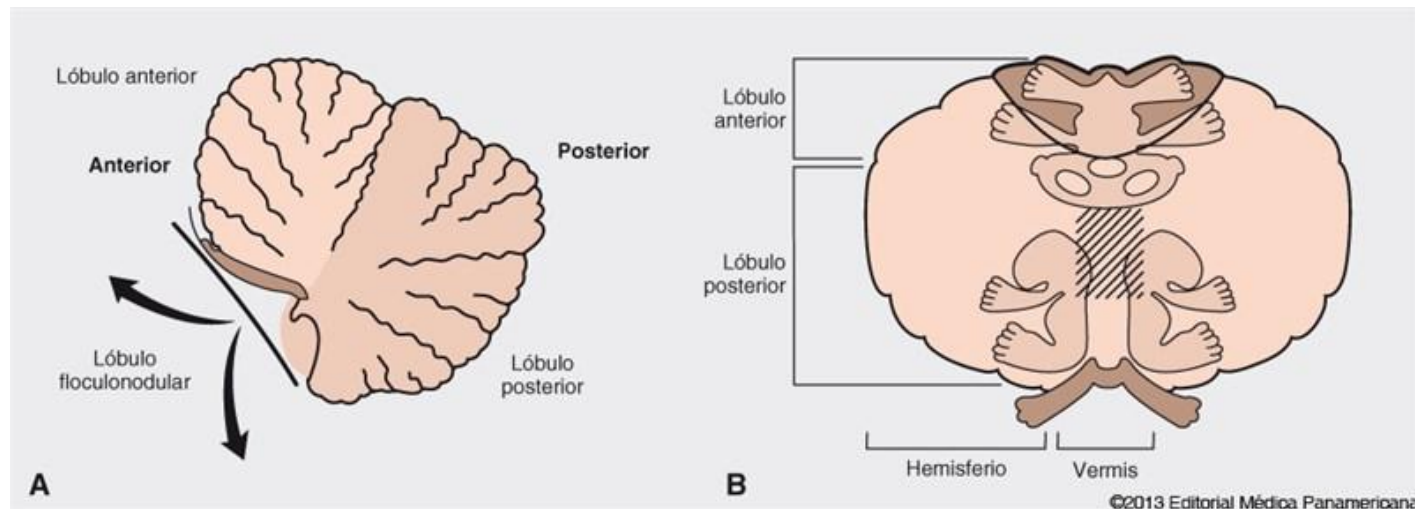 Lóbulo anterior
Anterior
Posterior
Lóbulo
floculonodular
Lóbulo
posterior
A
Lóbulo
anterior
Lóbulo
posterior
Hemisferio
Vermis
B
©2013 Editorial Médica Panamericana